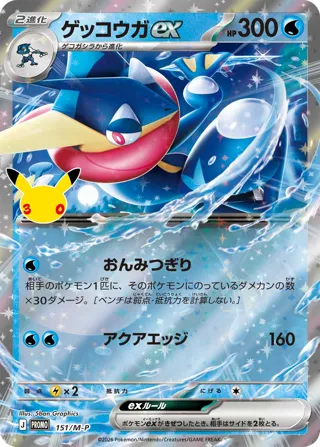 2進化
ゲッコウガex
HP300
ゲコガシラから進化
30
おんみつぎり
相手のポケモン1匹に、そのポケモンにのっているダメカンの数
×30ダメージ。[ベンチは弱点・抵抗力を計算しない。]
アクアエッジ 160
弱点 ×2 抵抗力 にげる
Illus. 5ban Graphics
exルール
J PROMO 151/M-P
ポケモンexがきぜつしたとき、相手はサイドを2枚とる。
©2026 Pokémon/Nintendo/Creatures/GAME FREAK.